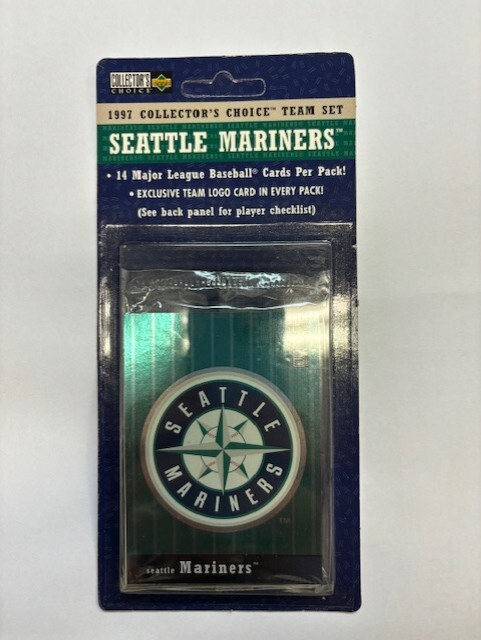 COLLECTOR'S
CHOICE
1997 COLLECTOR'S CHOICE™ TEAM SET
SEATTLE MARINERS™
• 14 Major League Baseball® Cards Per Pack!
• EXCLUSIVE TEAM LOGO CARD IN EVERY PACK!
(See back panel for player checklist)
SEATTLE
MARINERS
TM
seattle Mariners™